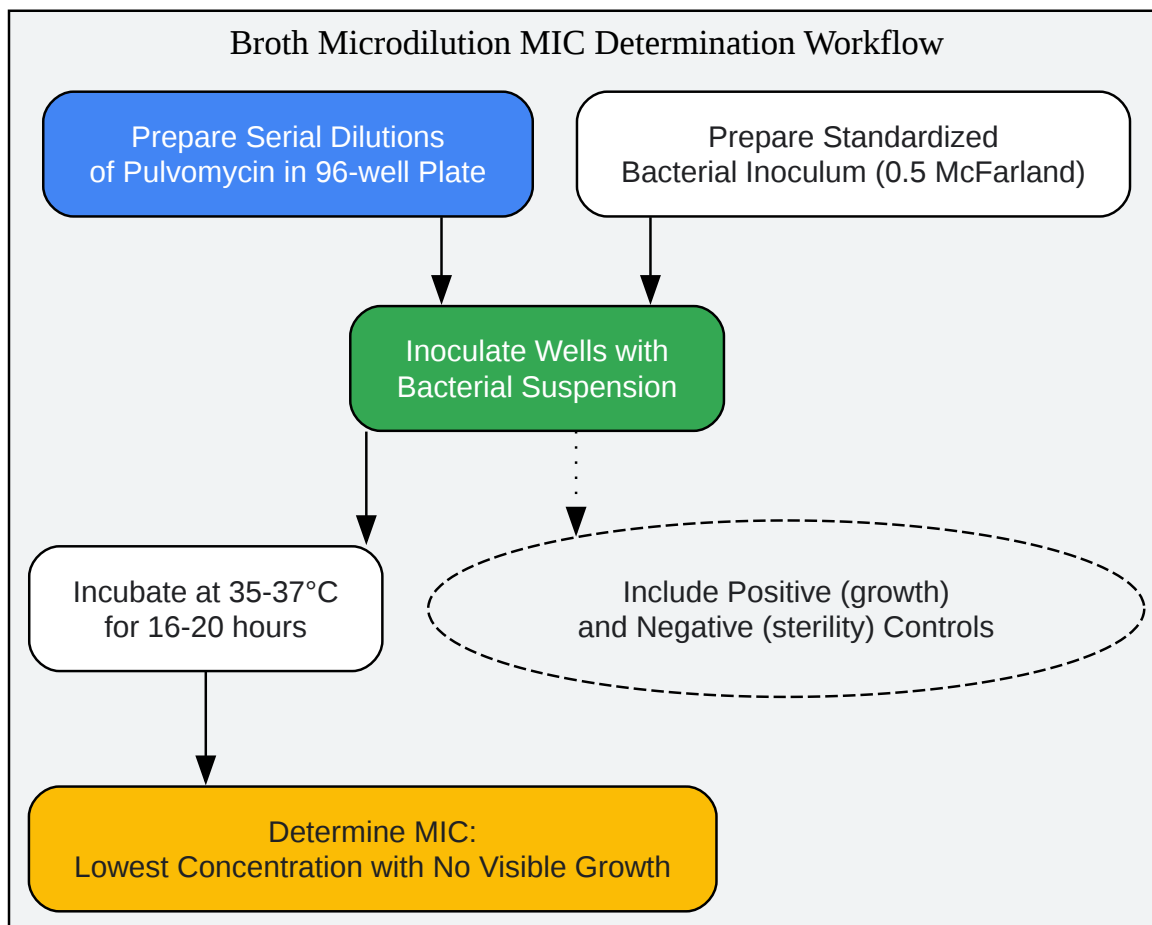 Broth Microdilution MIC Determination Workflow
Prepare Serial Dilutions
of Pulvomycin in 96-well Plate
Prepare Standardized
Bacterial Inoculum (0.5 McFarland)
Inoculate Wells with
Bacterial Suspension
Incubate at 35-37°C
for 16-20 hours
Include Positive (growth)
and Negative (sterility) Controls
Determine MIC:
Lowest Concentration with No Visible Growth